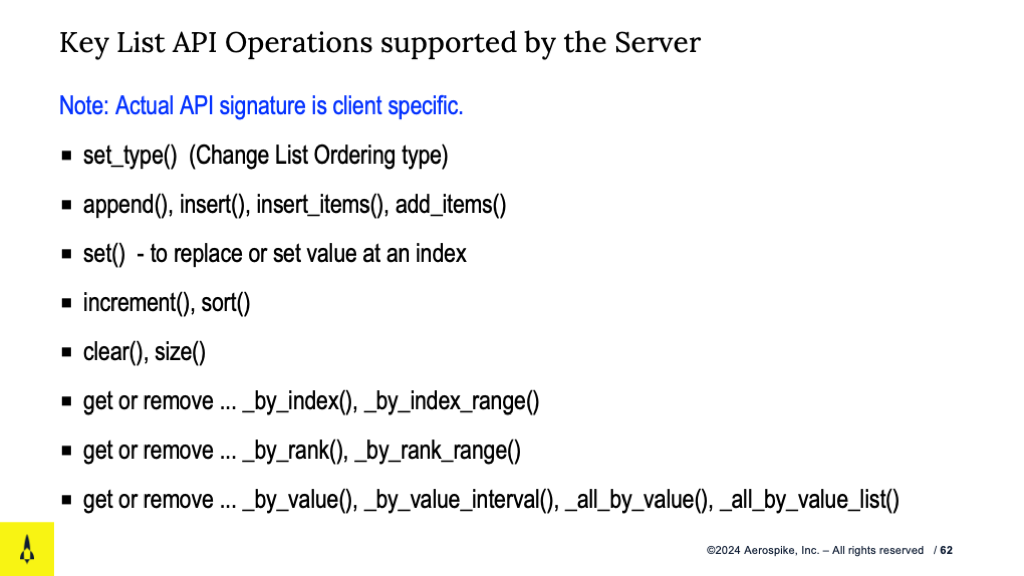 Key List API Operations supported by the Server
Note: Actual API signature is client specific.
▪ set_type()  (Change List Ordering type)
▪ append(), insert(), insert_items(), add_items()
▪ set()  - to replace or set value at an index
▪ increment(), sort()
▪ clear(), size()
▪ get or remove ... _by_index(), _by_index_range()
▪ get or remove ... _by_rank(), _by_rank_range()
▪ get or remove ... _by_value(), _by_value_interval(), _all_by_value(), _all_by_value_list()
©2024 Aerospike, Inc. – All rights reserved / 62